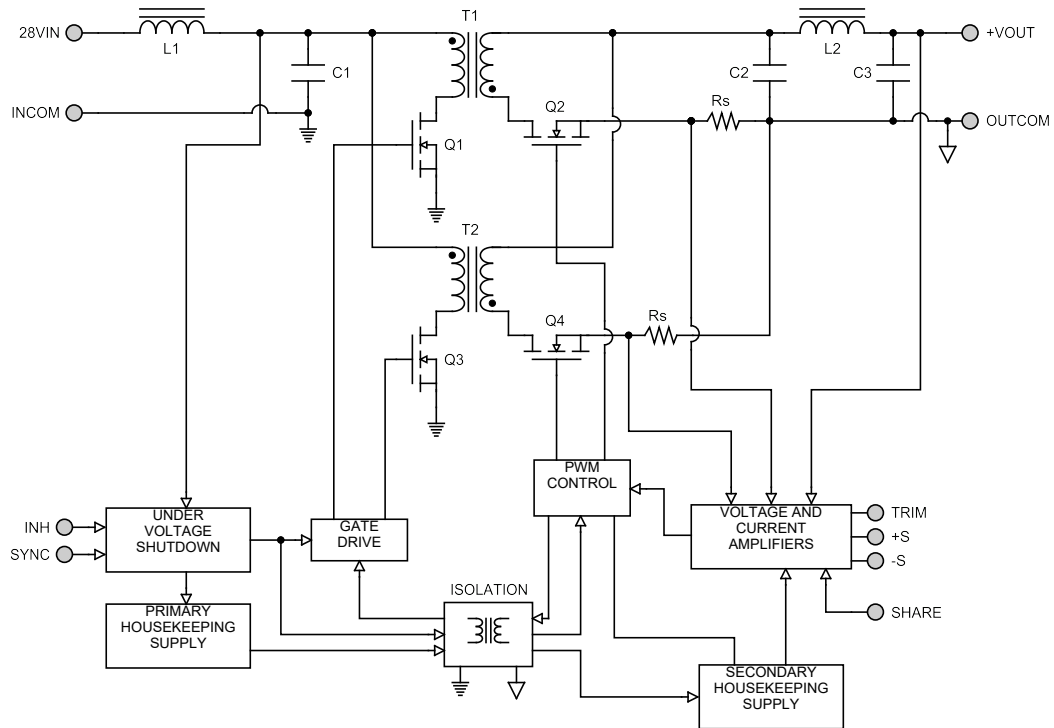 T1
28VIN
L1
L2
+VOUT
C1
C2
C3
INCOM
Q1
Q2
Rs
OUTCOM
T2
Q3
Q4
Rs
PWM
CONTROL
INH
SYNC
UNDER
VOLTAGE
SHUTDOWN
GATE
DRIVE
VOLTAGE AND
CURRENT
AMPLIFIERS
TRIM
+S
-S
ISOLATION
SHARE
PRIMARY
HOUSEKEEPING
SUPPLY
SECONDARY
HOUSEKEEPING
SUPPLY